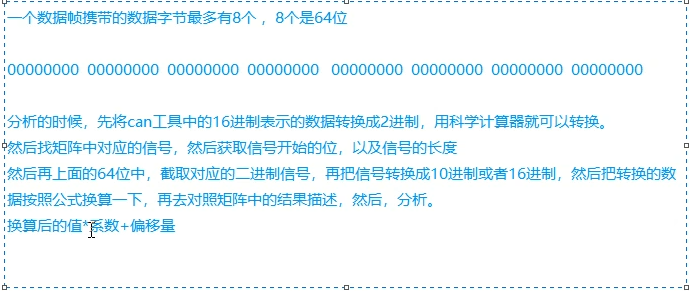 一个数据帧携带的数据字节最多有8个 ，8个是64位
00000000 00000000 00000000 00000000  00000000 00000000 00000000 00000000
分析的时候，先将can工具中的16进制表示的数据转换成2进制，用科学计算器就可以转换。
然后找矩阵中对应的信号，然后获取信号开始的位，以及信号的长度
然后再上面的64位中，截取对应的二进制信号，再把信号转换成10进制或者16进制，然后把转换的数
据按照公式换算一下，再去对照矩阵中的结果描述，然后，分析。
换算后的值*系数+偏移量